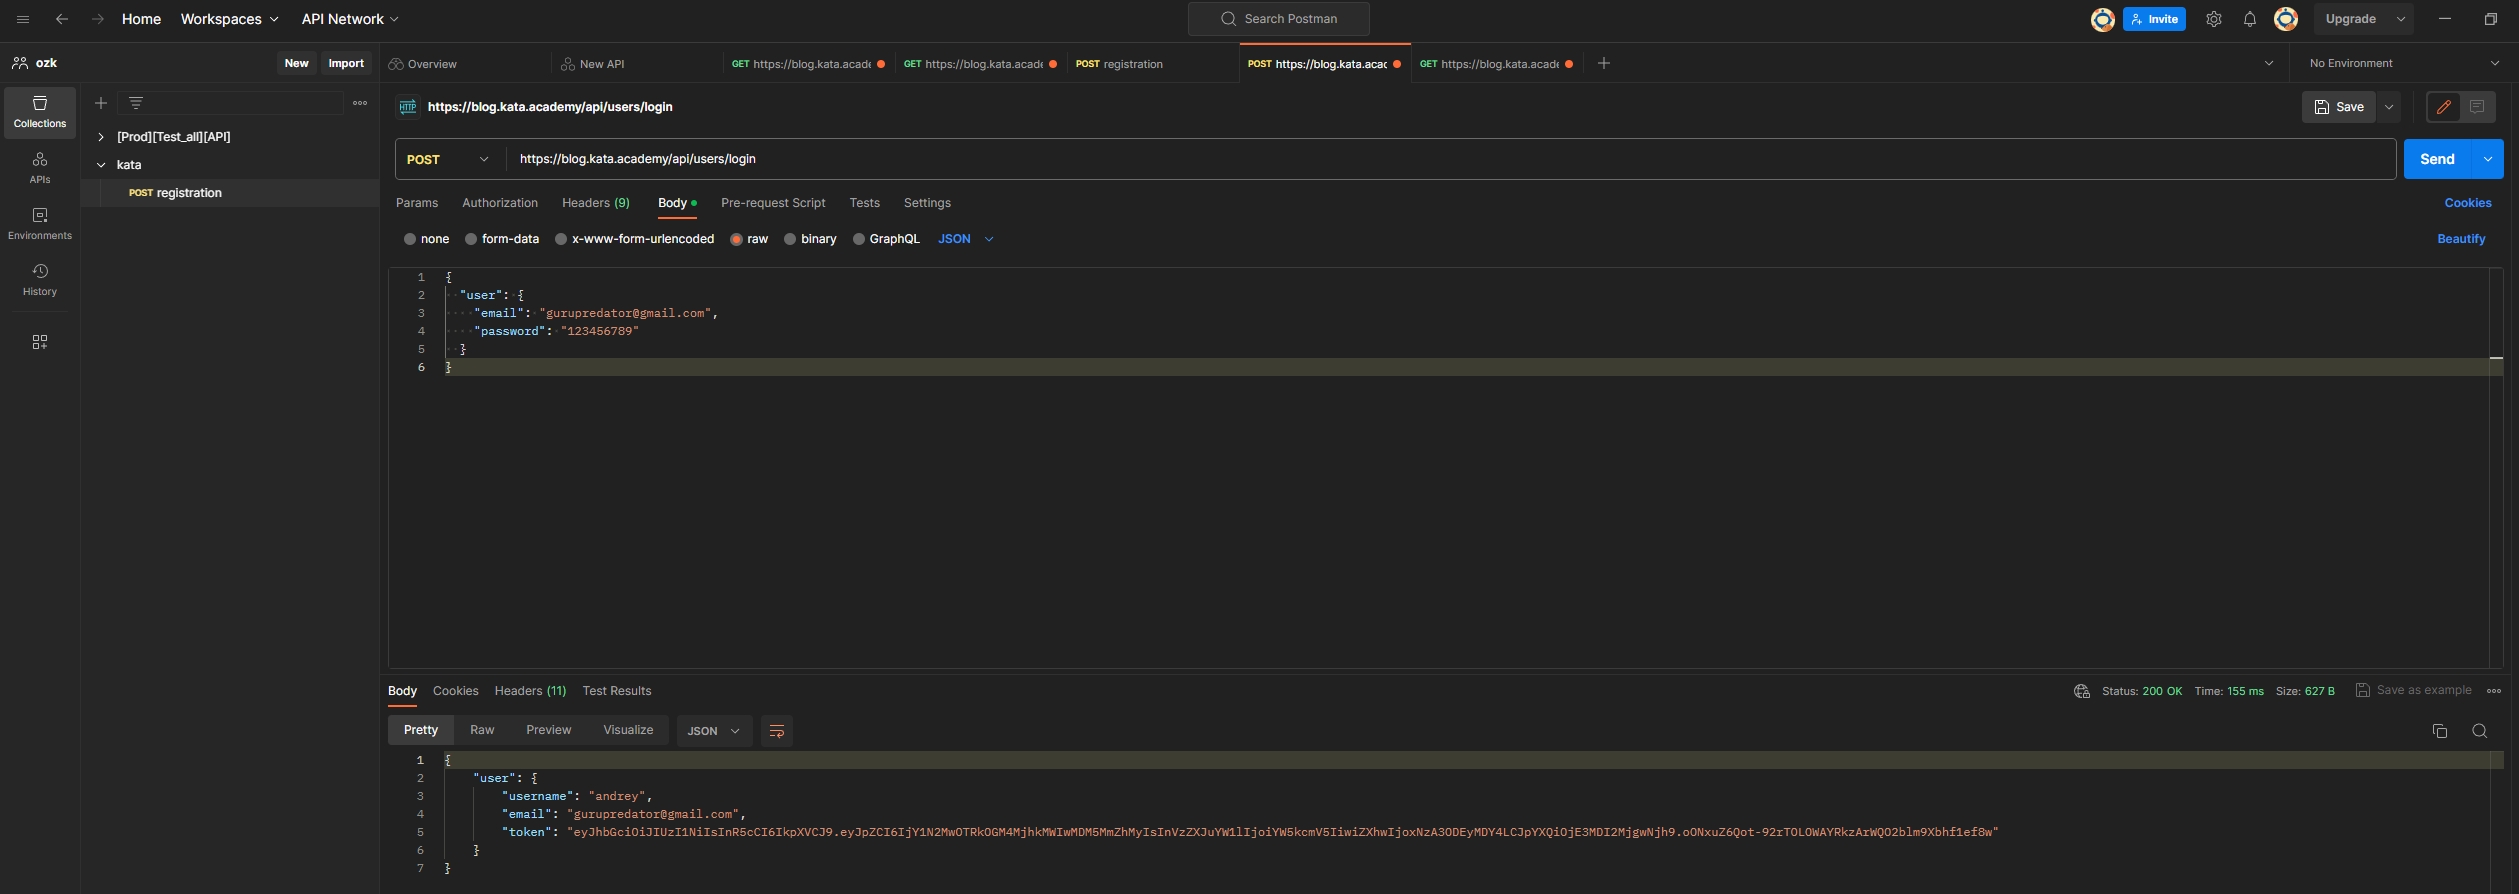 Home Workspaces API Network Search Postman Invite Upgrade
ozk New Import Overview New API GET https://blog.kata.acade GET https://blog.kata.acade POST registration POST https://blog.kata.acac GET https://blog.kata.acade No Environment
Collections
APIs
Environments
History
[Prod][Test_all][API]
kata
POST registration
HTTP https://blog.kata.academy/api/users/login Save
POST https://blog.kata.academy/api/users/login Send
Params Authorization Headers (9) Body Pre-request Script Tests Settings Cookies
none form-data x-www-form-urlencoded raw binary GraphQL JSON Beautify
1 {
2 "user": {
3 "email": "gurupredator@gmail.com",
4 "password": "123456789"
5 }
6 }
Body Cookies Headers (11) Test Results Status: 200 OK Time: 155 ms Size: 627 B Save as example
Pretty Raw Preview Visualize JSON
1 {
2 "user": {
3 "username": "andrey",
4 "email": "gurupredator@gmail.com",
5 "token":
6 }
7 }